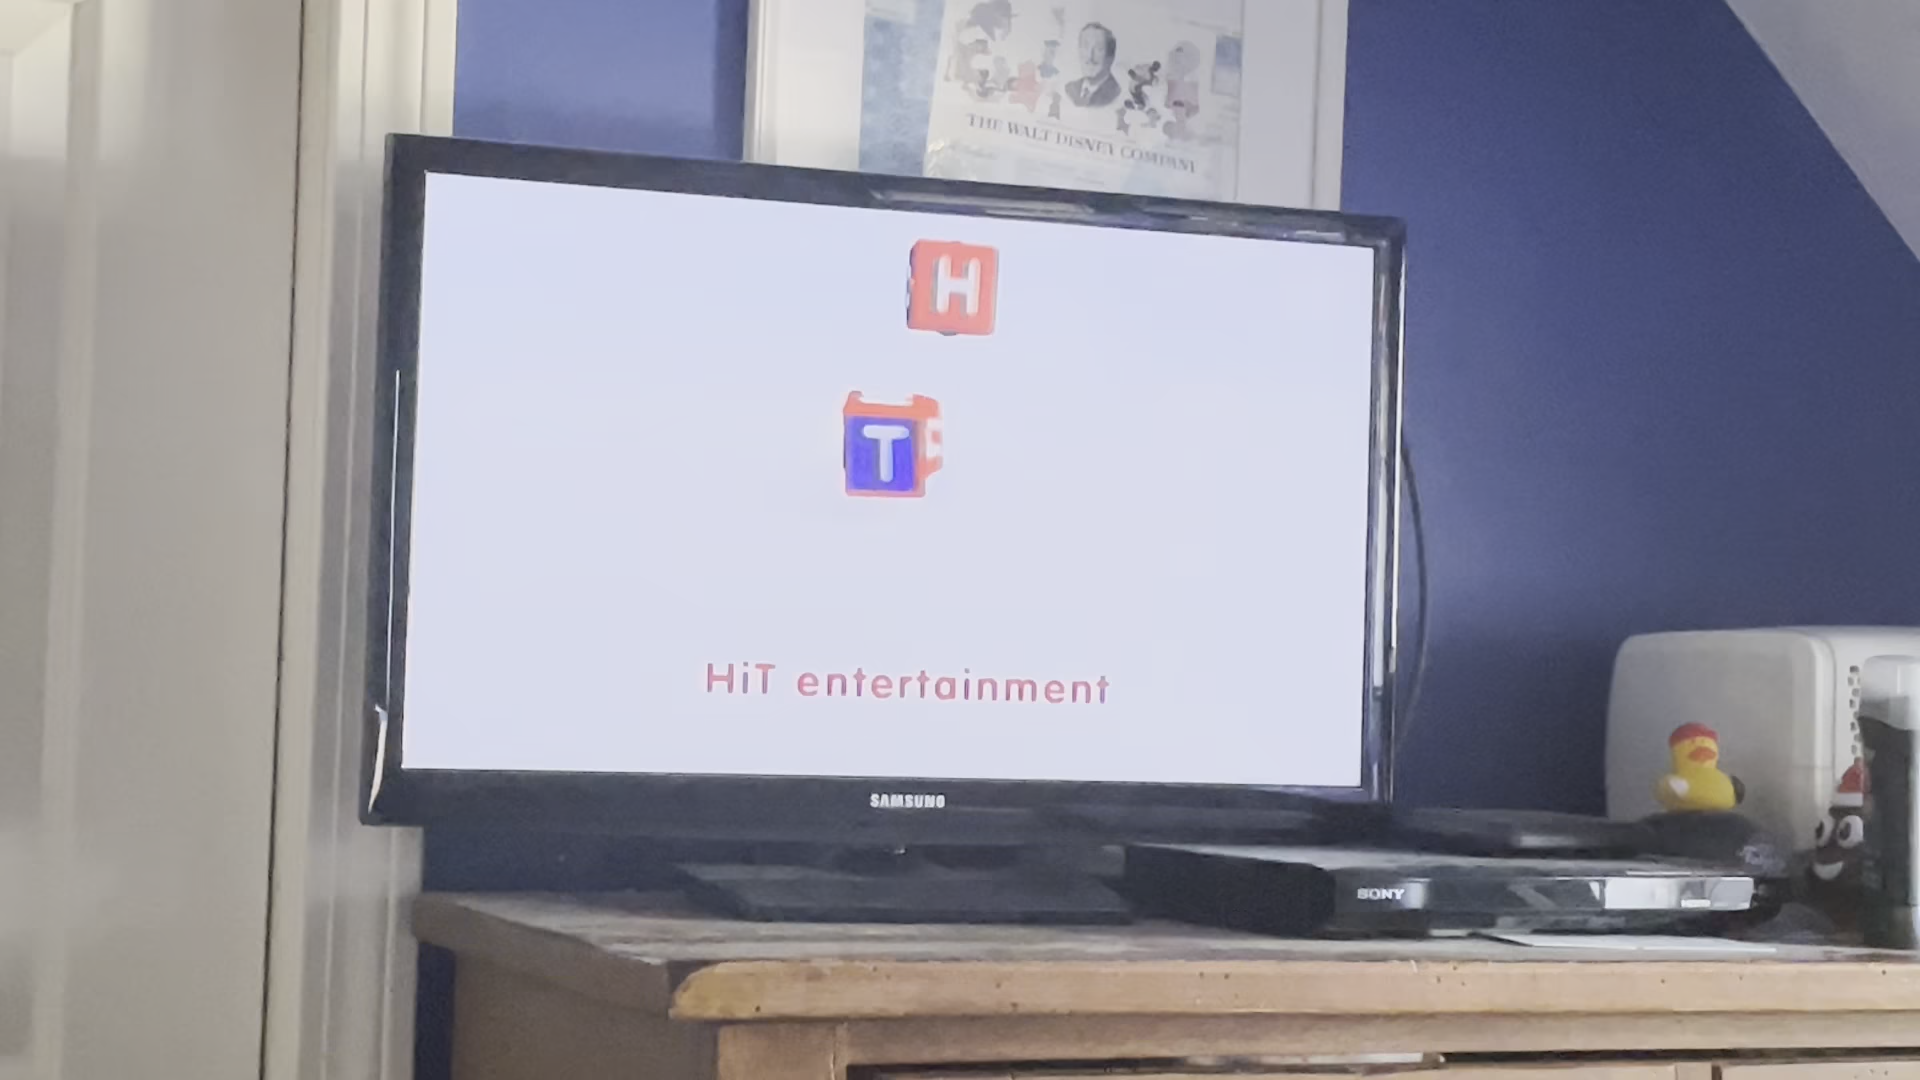 THE WALT DISNEY COMPANY
H
T
HiT entertainment
SAMSUNG
SONY